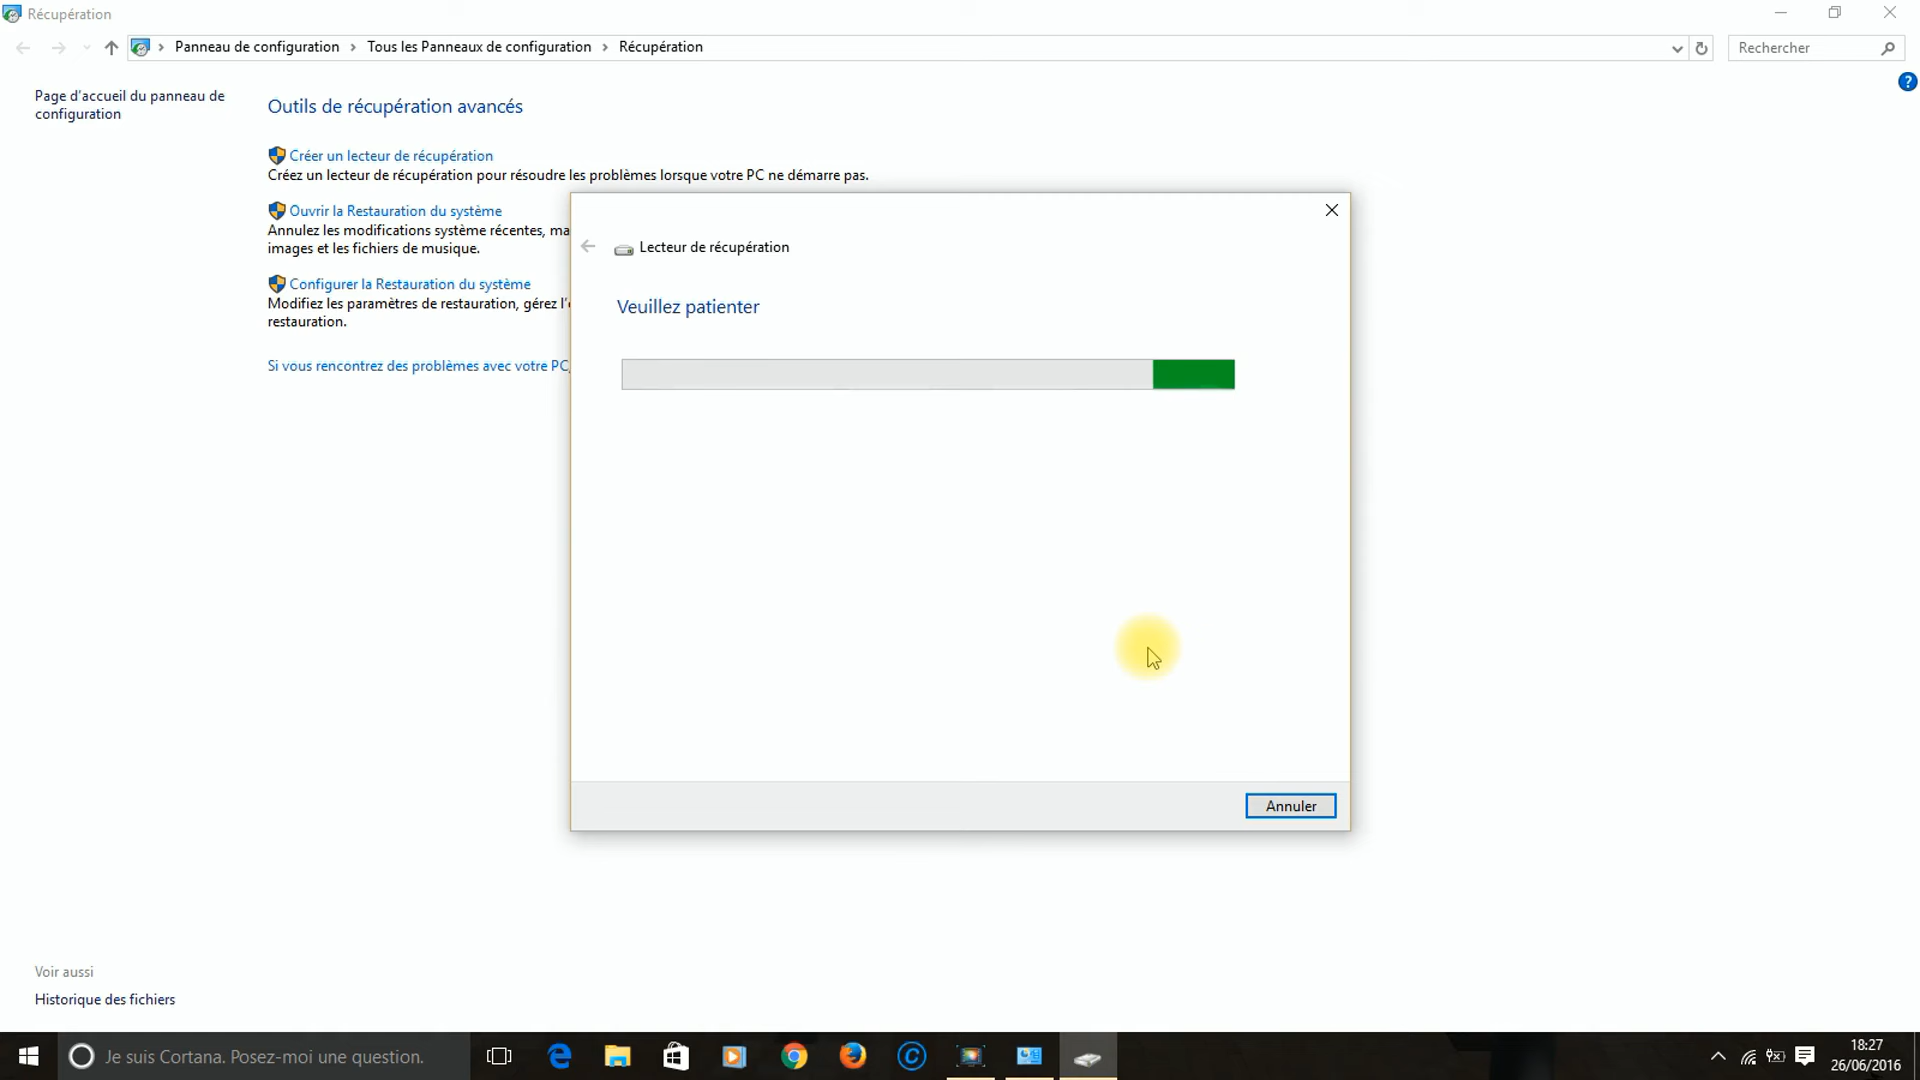 Récupération
Panneau de configuration
Tous les Panneaux de configuration
Récupération
Rechercher
Page d'accueil du panneau de
configuration
Outils de récupération avancés
Créer un lecteur de récupération
Créez un lecteur de récupération pour résoudre les problèmes lorsque votre PC ne démarre pas.
Ouvrir la Restauration du système
Annulez les modifications système récentes, ma
images et les fichiers de musique.
Configurer la Restauration du système
Modifiez les paramètres de restauration, gérez l'
restauration.
Si vous rencontrez des problèmes avec votre PC,
Lecteur de récupération
Veuillez patienter
Annuler
Voir aussi
Historique des fichiers
Je suis Cortana. Posez-moi une question.
18:27
26/06/2016